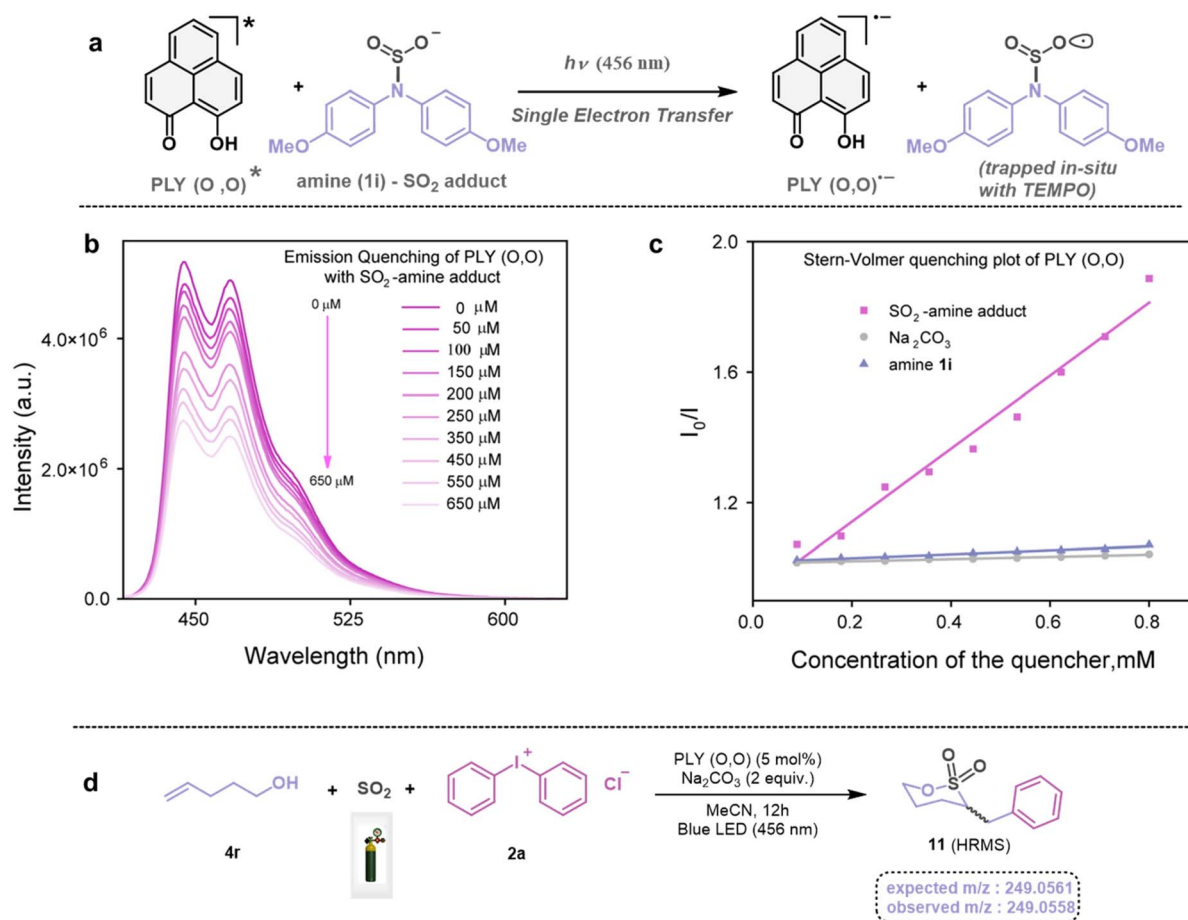 a
*
O
S
O−
N
O
OH
MeO
OMe
+
hν (456 nm)
Single Electron Transfer
•−
O
OH
+
O
S
O
N
MeO
OMe
PLY (O ,O)*
amine (1i) - SO2 adduct
PLY (O,O)•−
(trapped in-situ
with TEMPO)
b
Emission Quenching of PLY (O,O)
with SO2-amine adduct
0 μM
650 μM
0 μM
50 μM
100 μM
150 μM
200 μM
250 μM
350 μM
450 μM
550 μM
650 μM
4.0×10⁶
2.0×10⁶
0.0
Intensity (a.u.)
450
525
600
Wavelength (nm)
c
Stern-Volmer quenching plot of PLY (O,O)
SO2-amine adduct
Na2CO3
amine 1i
2.0
1.6
1.2
I0/I
0.0
0.2
0.4
0.6
0.8
Concentration of the quencher,mM
d
OH
4r
+
SO2
+
I+
Cl−
2a
PLY (O,O) (5 mol%)
Na2CO3 (2 equiv.)
MeCN, 12h
Blue LED (456 nm)
O
O
O
S
11 (HRMS)
expected m/z : 249.0561
observed m/z : 249.0558